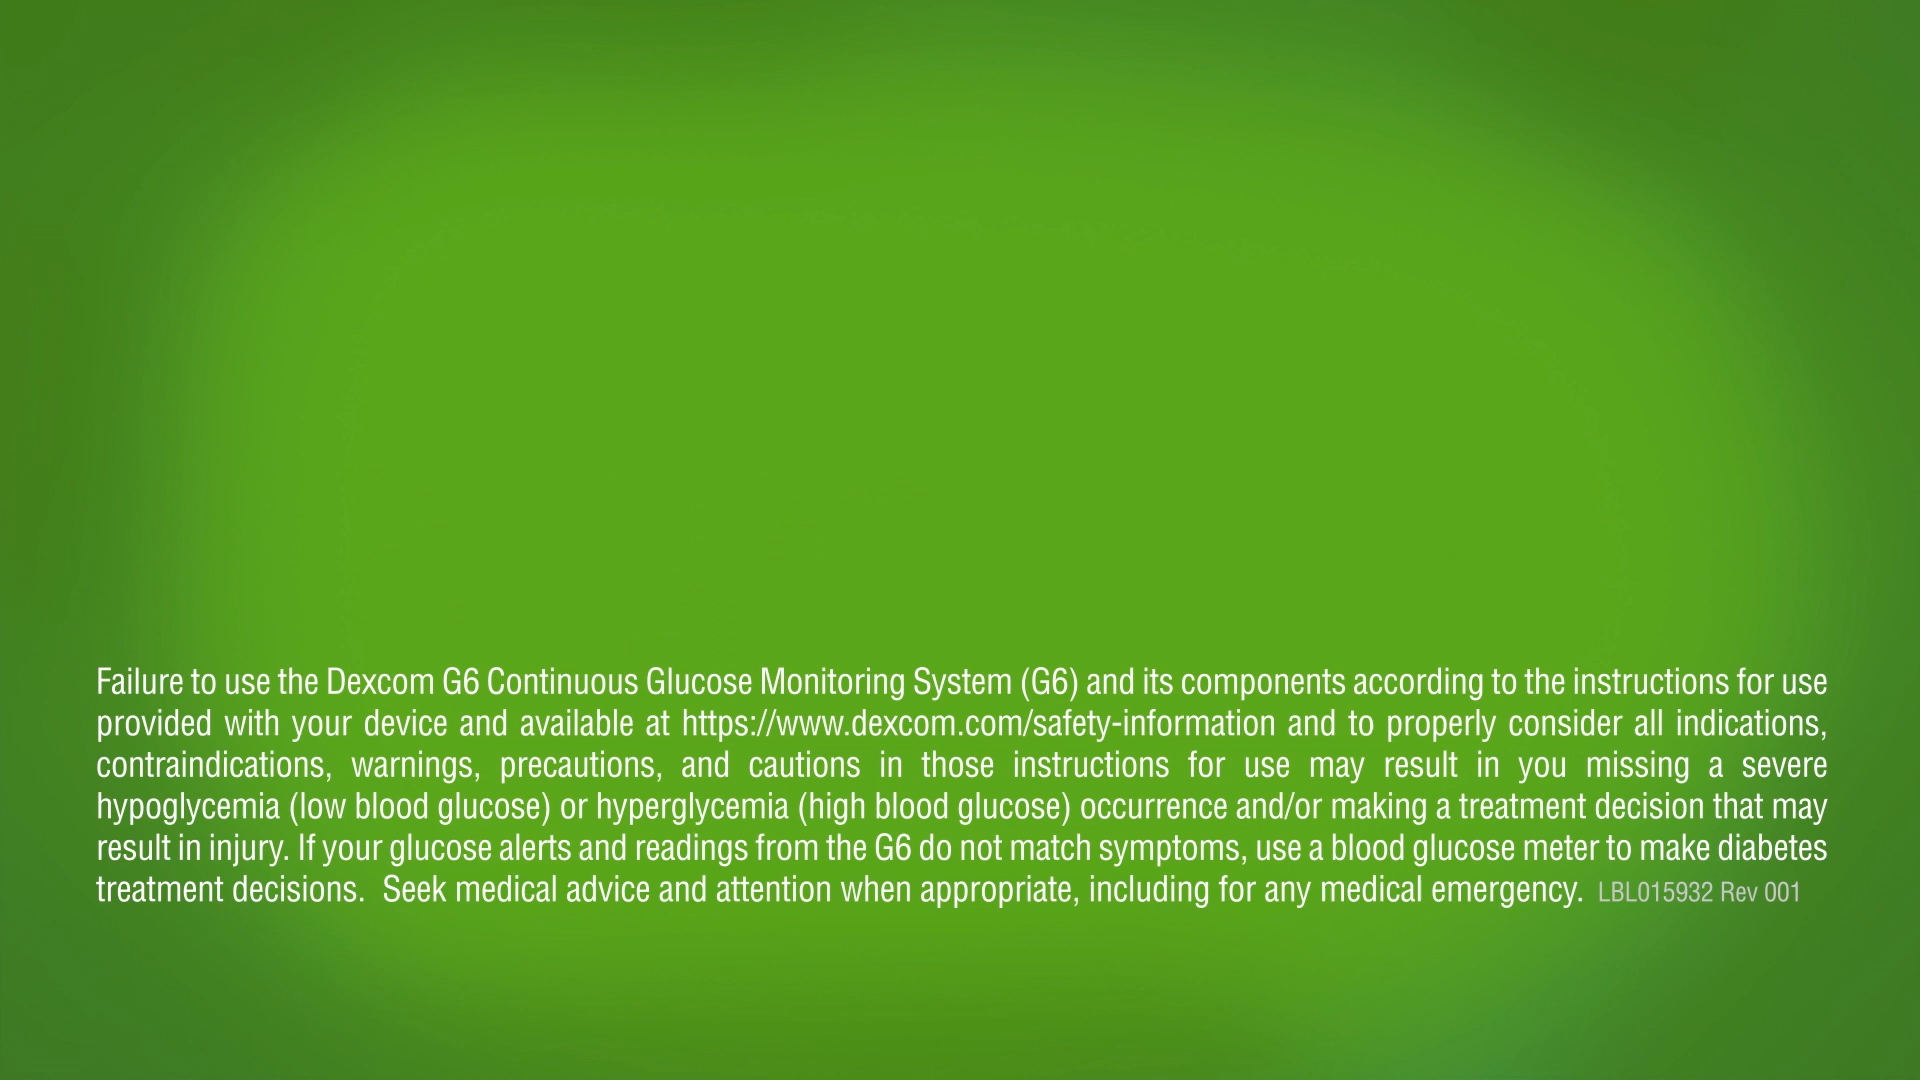 Failure to use the Dexcom G6 Continuous Glucose Monitoring System (G6) and its components according to the instructions for use
provided with your device and available at https://www.dexcom.com/safety-information and to properly consider all indications,
contraindications, warnings, precautions, and cautions in those instructions for use may result in you missing a severe
hypoglycemia (low blood glucose) or hyperglycemia (high blood glucose) occurrence and/or making a treatment decision that may
result in injury. If your glucose alerts and readings from the G6 do not match symptoms, use a blood glucose meter to make diabetes
treatment decisions.  Seek medical advice and attention when appropriate, including for any medical emergency.  LBL015932 Rev 001